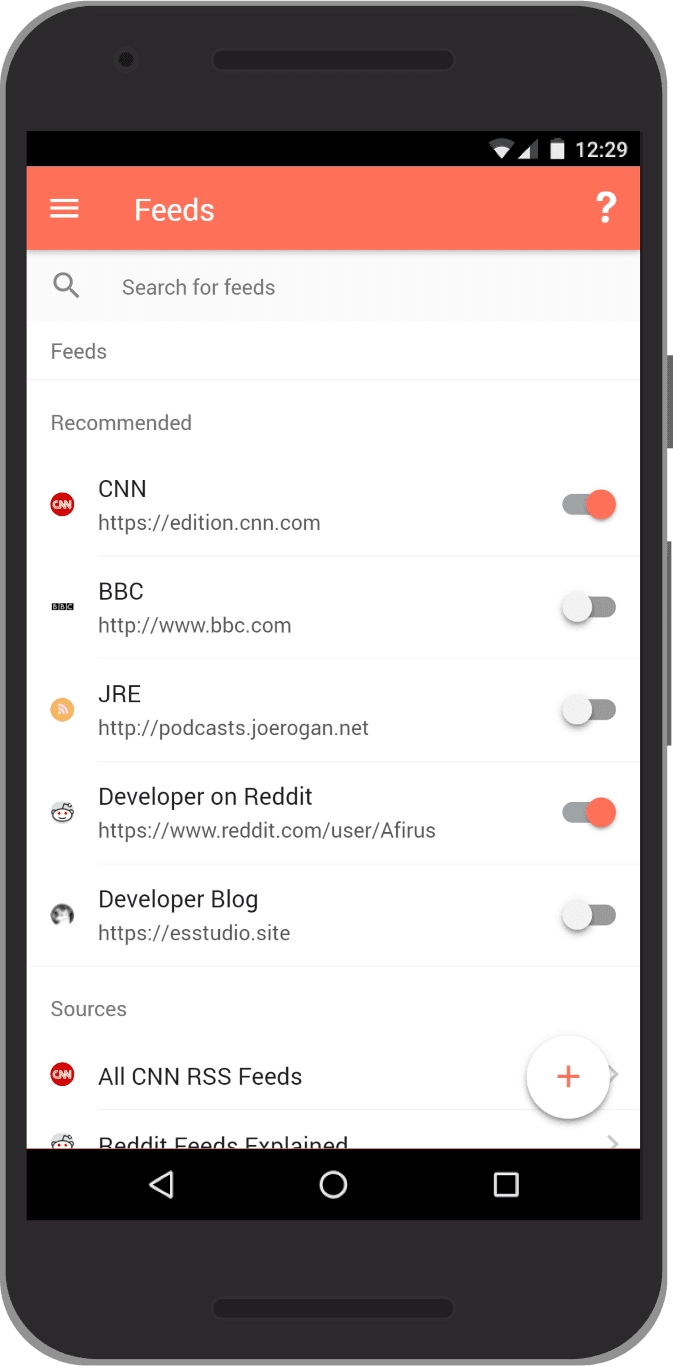 12:29
Feeds
?
Search for feeds
Feeds
Recommended
CNN
CNN
https://edition.cnn.com
BBC
BBC
http://www.bbc.com
JRE
http://podcasts.joerogan.net
Developer on Reddit
https://www.reddit.com/user/Afirus
Developer Blog
https://esstudio.site
Sources
CNN
All CNN RSS Feeds
+
Reddit Feeds Explained